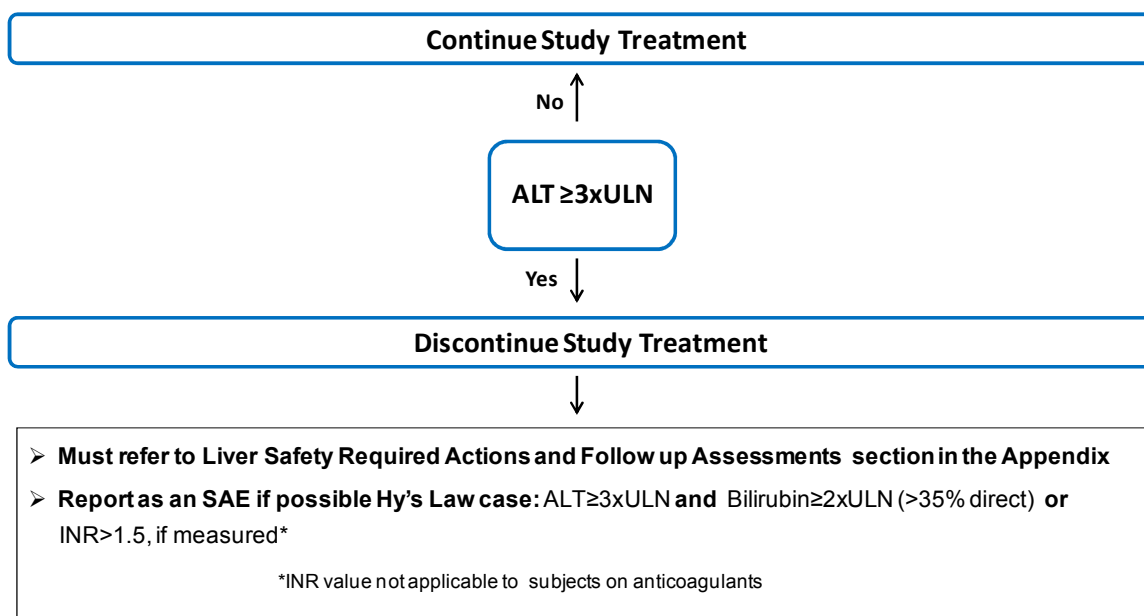 Continue Study Treatment
No
ALT ≥3xULN
Yes
Discontinue Study Treatment
➢ Must refer to Liver Safety Required Actions and Follow up Assessments section in the Appendix
➢ Report as an SAE if possible Hy's Law case: ALT≥3xULN and Bilirubin≥2xULN (>35% direct) or
INR>1.5, if measured*
*INR value not applicable to subjects on anticoagulants